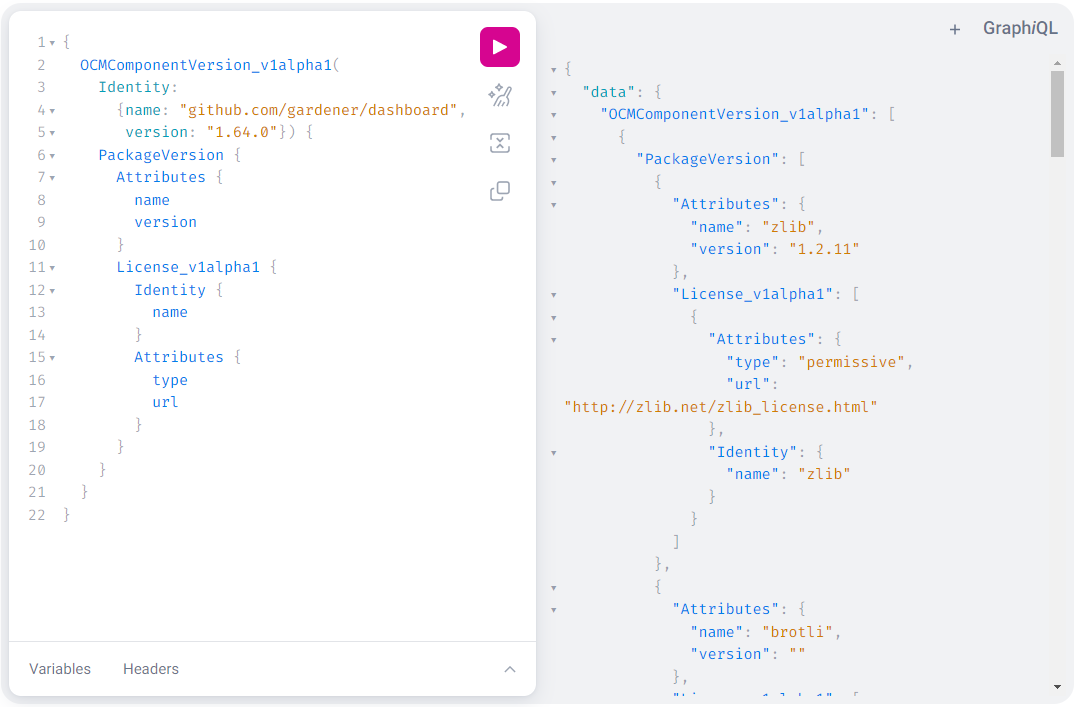 1 {
2 OCMComponentVersion_v1alpha1(
3 Identity:
4 {name: "github.com/gardener/dashboard",
5 version: "1.64.0"}) {
6 PackageVersion {
7 Attributes {
8 name
9 version
10 }
11 License_v1alpha1 {
12 Identity {
13 name
14 }
15 Attributes {
16 type
17 url
18 }
19 }
20 }
21 }
22 }
Variables Headers
+ GraphiQL
{
"data": {
"OCMComponentVersion_v1alpha1": [
{
"PackageVersion": [
{
"Attributes": {
"name": "zlib",
"version": "1.2.11"
},
"License_v1alpha1": [
{
"Attributes": {
"type": "permissive",
"url":
"http://zlib.net/zlib_license.html"
},
"Identity": {
"name": "zlib"
}
}
]
},
{
"Attributes": {
"name": "brotli",
"version": ""
},
"License_v1alpha1": [